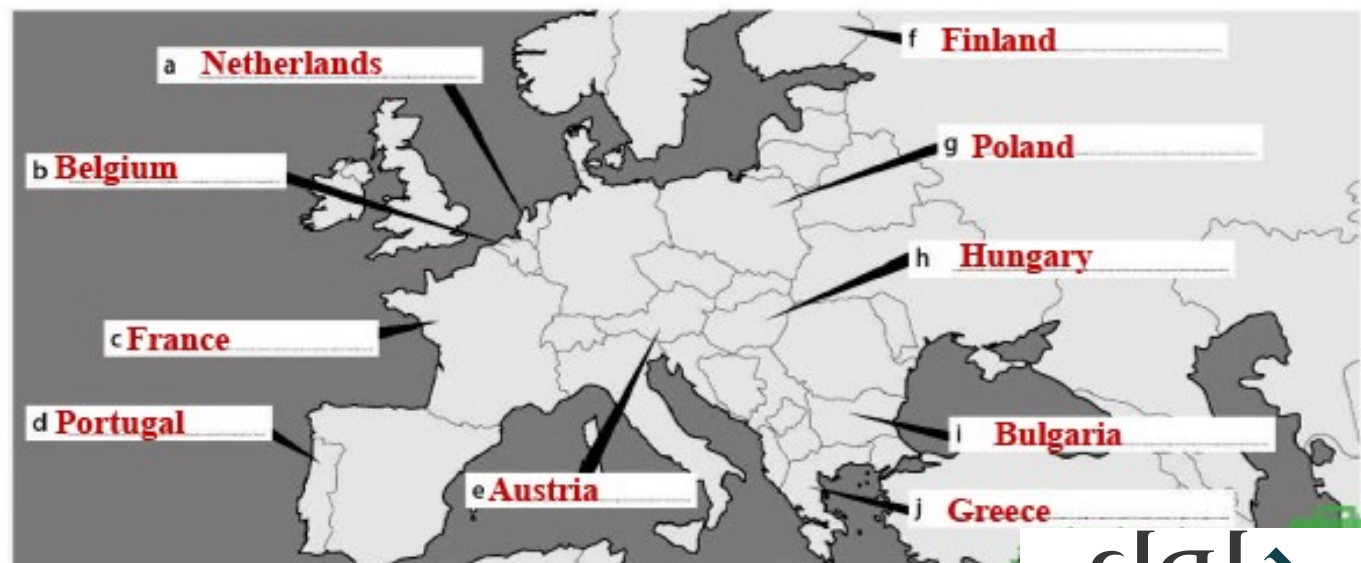 a Netherlands
b Belgium
c France
d Portugal
e Austria
f Finland
g Poland
h Hungary
i Bulgaria
j Greece